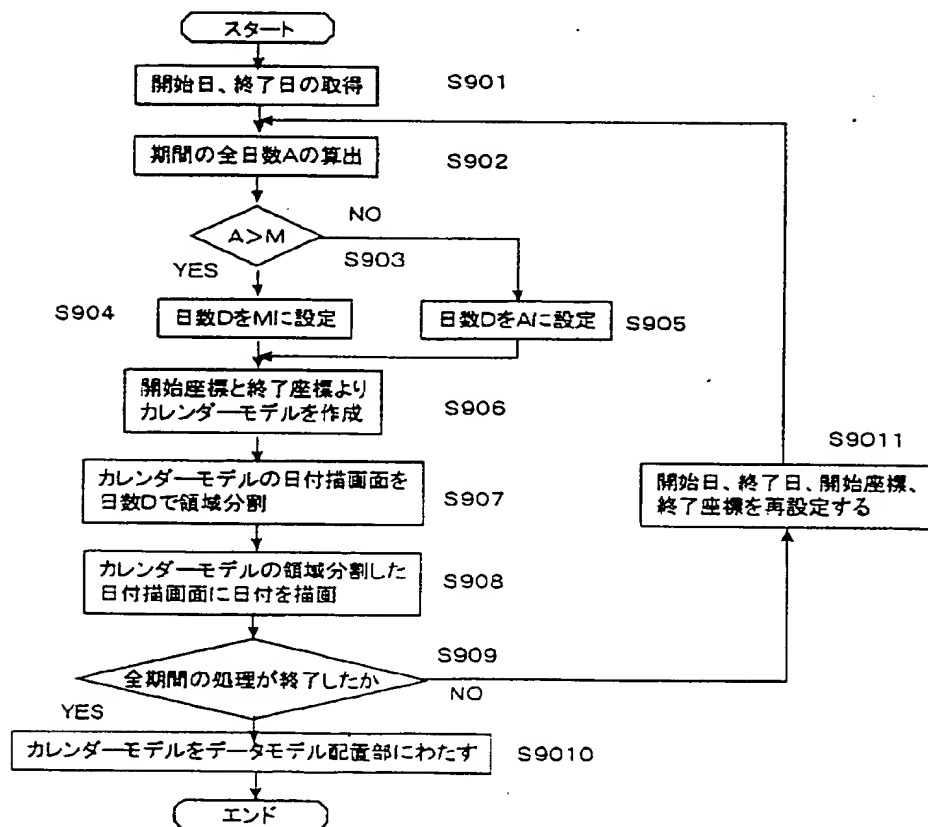 スタート
開始日、終了日の取得
S901
期間の全日数Aの算出
S902
A>M
NO
S903
YES
S904
日数DをMに設定
日数DをAに設定
S905
開始座標と終了座標より
カレンダーモデルを作成
S906
カレンダーモデルの日付描画面を
日数Dで領域分割
S907
カレンダーモデルの領域分割した
日付描画面に日付を描画
S908
S9011
開始日、終了日、開始座標、
終了座標を再設定する
全期間の処理が終了したか
S909
NO
YES
カレンダーモデルをデータモデル配置部にわたす
S9010
エンド